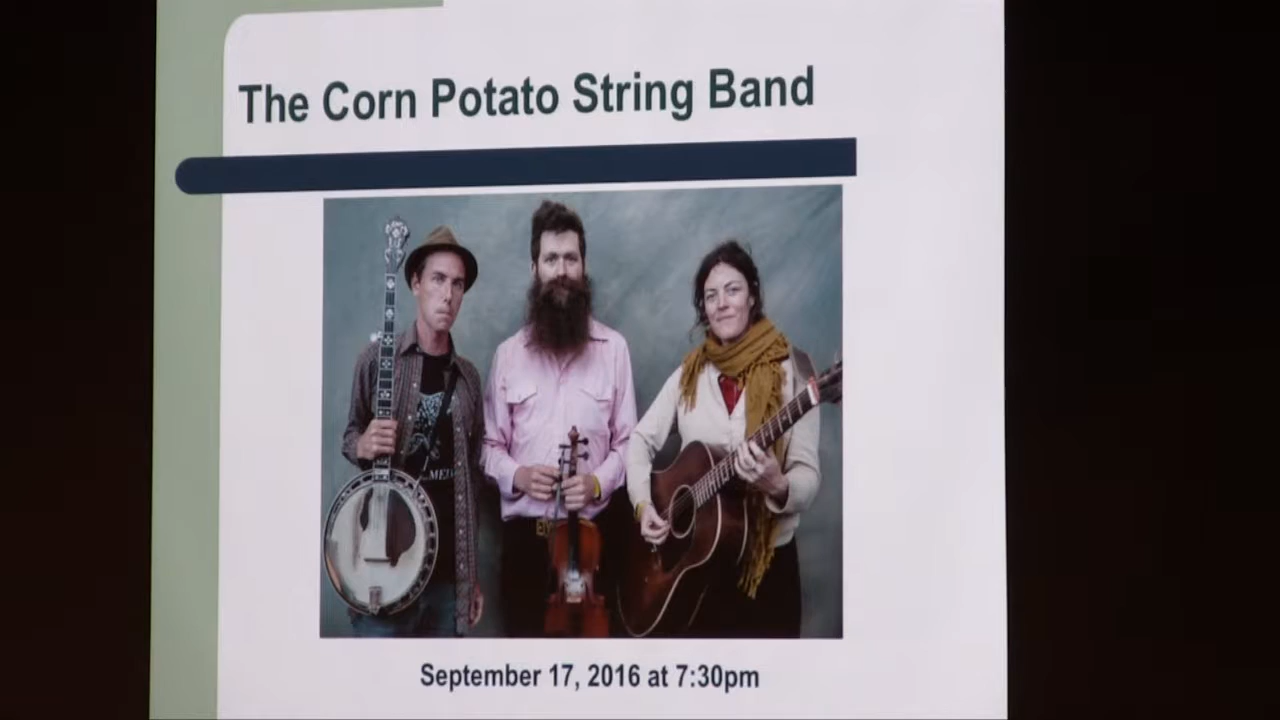 The Corn Potato String Band
September 17, 2016 at 7:30pm